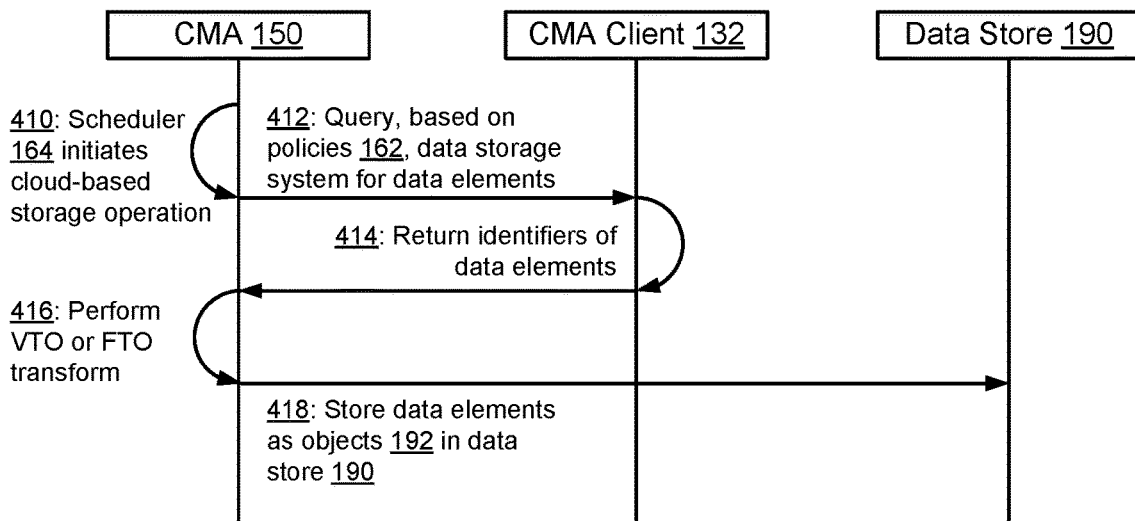 CMA 150
CMA Client 132
Data Store 190
410: Scheduler
164 initiates
cloud-based
storage operation
412: Query, based on
policies 162, data storage
system for data elements
414: Return identifiers of
data elements
416: Perform
VTO or FTO
transform
418: Store data elements
as objects 192 in data
store 190